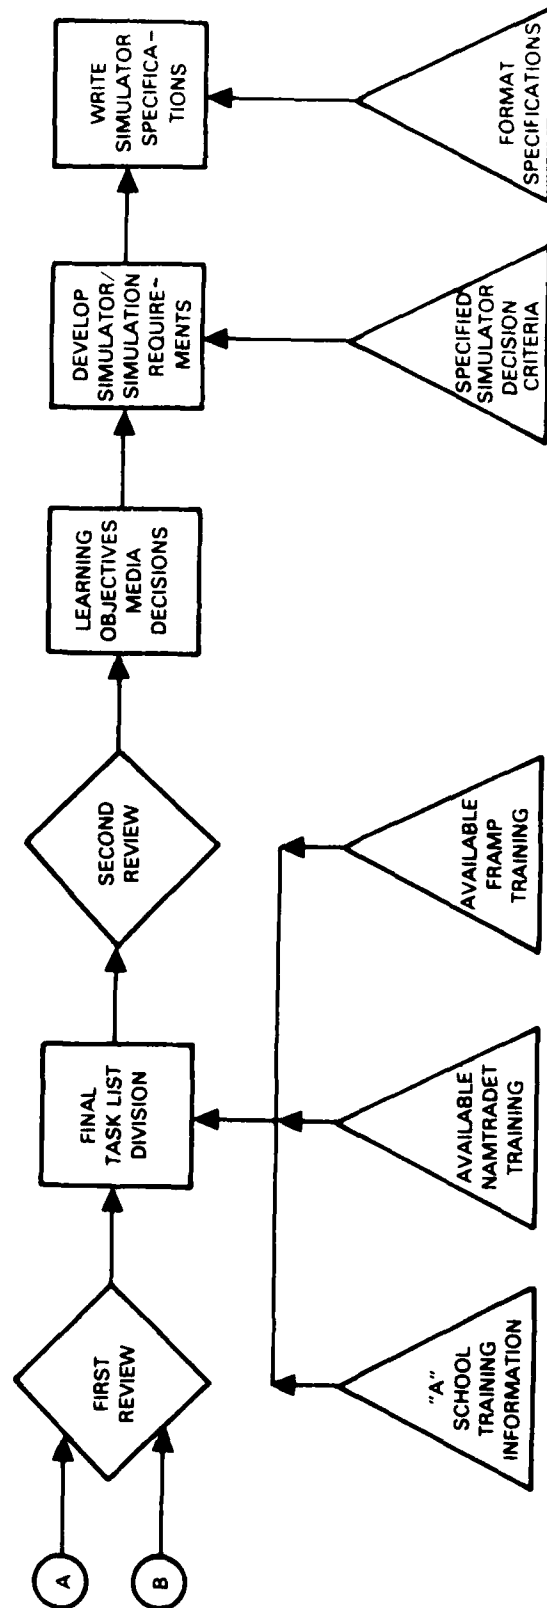 A
B
FIRST
REVIEW
FINAL
TASK LIST
DIVISION
SECOND
REVIEW
LEARNING
OBJECTIVES
MEDIA
DECISIONS
DEVELOP
SIMULATOR/
SIMULATION
REQUIRE-
MENTS
WRITE
SIMULATOR
SPECIFICA-
TIONS
"A"
SCHOOL
TRAINING
INFORMATION
AVAILABLE
NAMTRADET
TRAINING
AVAILABLE
FRAMP
TRAINING
SPECIFIED
SIMULATOR
DECISION
CRITERIA
FORMAT
SPECIFICATIONS